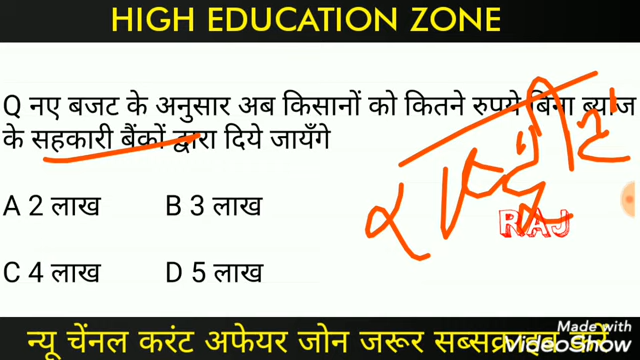 HIGH EDUCATION ZONE
Q नए बजट के अनुसार अब किसानों को कितने रुपये बिना ब्याज
के सहकारी बैंकों द्वारा दिये जायँगे
A 2 लाख B 3 लाख
RAJ
C 4 लाख D 5 लाख
Made with
VideoShow
न्यू चेंनल करंट अफेयर जोन जरूर सब्सक्राइब करें